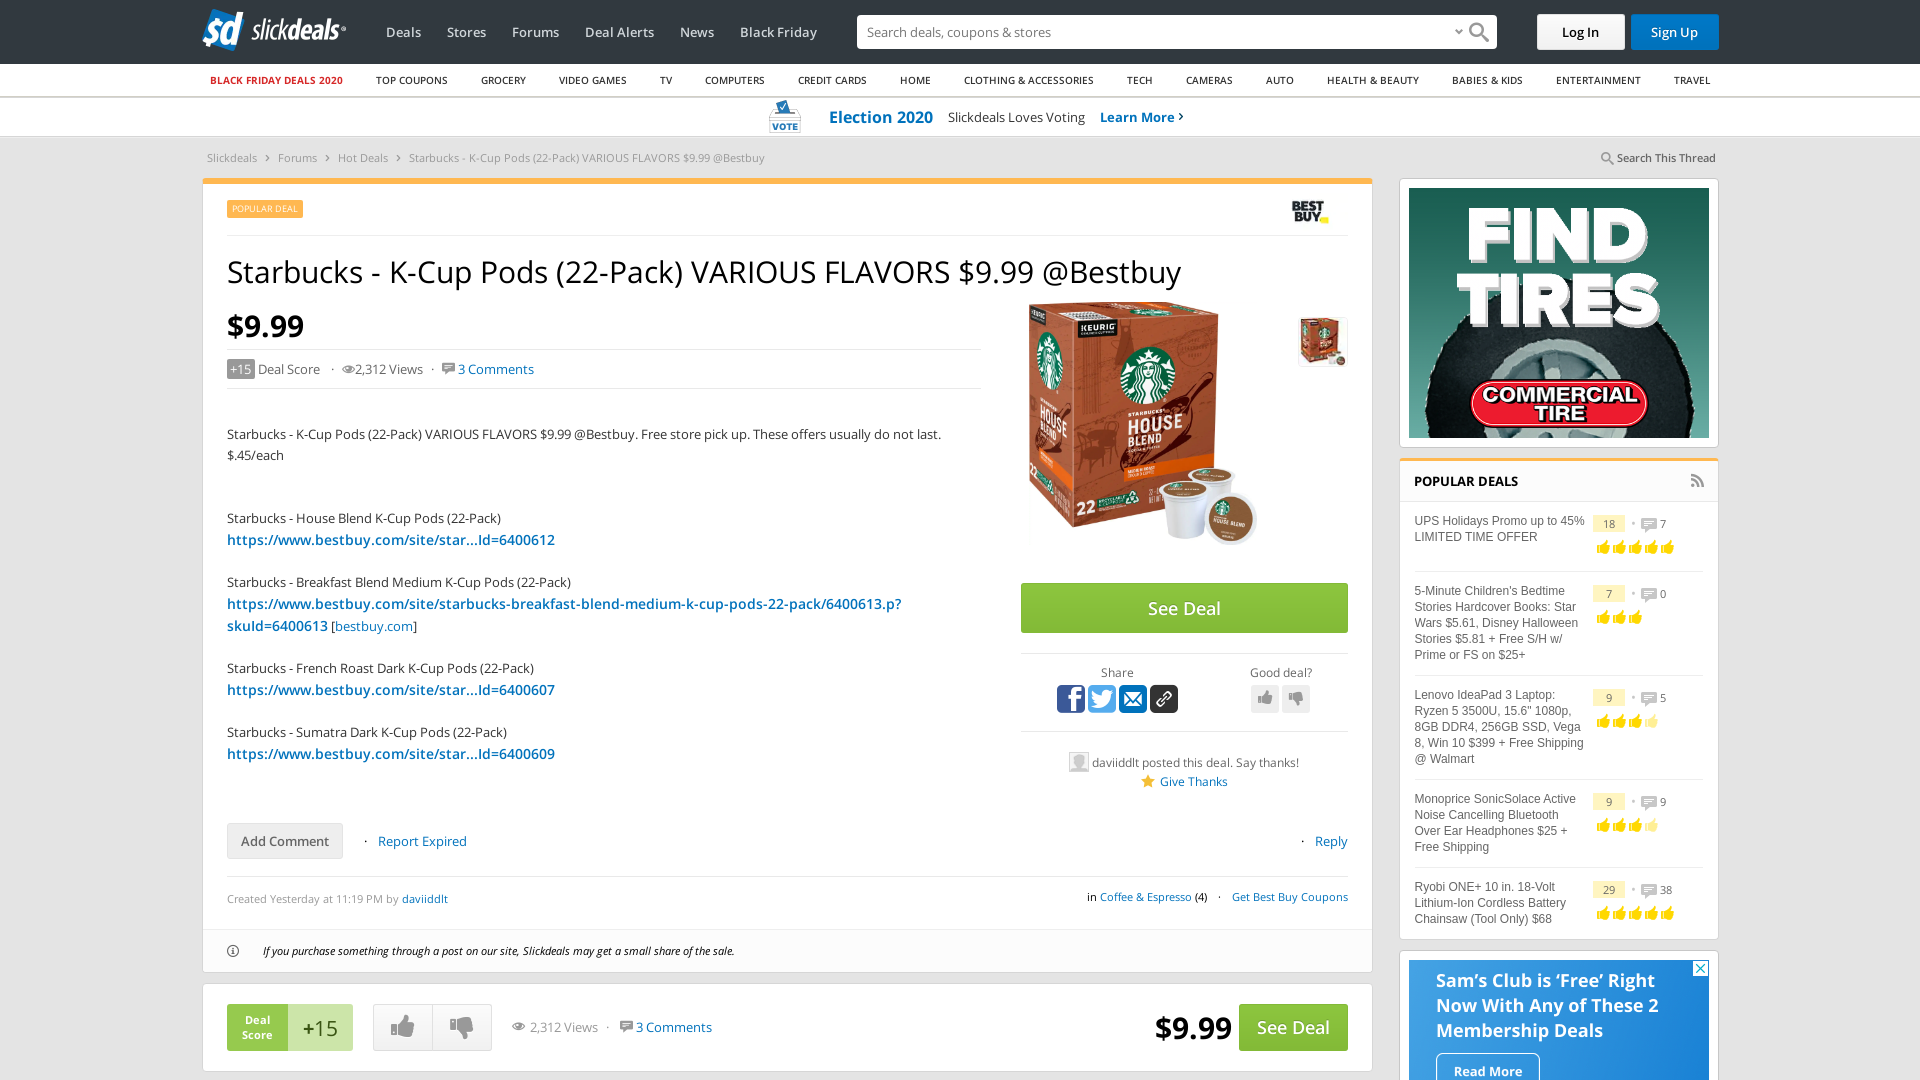 sd slickdeals
Deals Stores Forums Deal Alerts News Black Friday Search deals, coupons & stores Log In Sign Up
BLACK FRIDAY DEALS 2020 TOP COUPONS GROCERY VIDEO GAMES TV COMPUTERS CREDIT CARDS HOME CLOTHING & ACCESSORIES TECH CAMERAS AUTO HEALTH & BEAUTY BABIES & KIDS ENTERTAINMENT TRAVEL
VOTE Election 2020 Slickdeals Loves Voting Learn More
Slickdeals › Forums › Hot Deals › Starbucks - K-Cup Pods (22-Pack) VARIOUS FLAVORS $9.99 @Bestbuy
Search This Thread
POPULAR DEAL
BEST BUY
Starbucks - K-Cup Pods (22-Pack) VARIOUS FLAVORS $9.99 @Bestbuy
$9.99
+15 Deal Score · 2,312 Views · 3 Comments
Starbucks - K-Cup Pods (22-Pack) VARIOUS FLAVORS $9.99 @Bestbuy. Free store pick up. These offers usually do not last.
$.45/each
Starbucks - House Blend K-Cup Pods (22-Pack)
https://www.bestbuy.com/site/star...Id=6400612
Starbucks - Breakfast Blend Medium K-Cup Pods (22-Pack)
https://www.bestbuy.com/site/starbucks-breakfast-blend-medium-k-cup-pods-22-pack/6400613.p?
skuId=6400613 [bestbuy.com]
Starbucks - French Roast Dark K-Cup Pods (22-Pack)
https://www.bestbuy.com/site/star...Id=6400607
Starbucks - Sumatra Dark K-Cup Pods (22-Pack)
https://www.bestbuy.com/site/star...Id=6400609
KEURIG
STARBUCKS
HOUSE
BLEND
HOUSE
BLEND
22
See Deal
Share
Good deal?
daviiddlt posted this deal. Say thanks!
Give Thanks
Add Comment · Report Expired
· Reply
Created Yesterday at 11:19 PM by daviiddlt
in Coffee & Espresso (4) · Get Best Buy Coupons
If you purchase something through a post on our site, Slickdeals may get a small share of the sale.
Deal
Score
+15
2,312 Views · 3 Comments
$9.99
See Deal
FIND
TIRES
COMMERCIAL
TIRE
POPULAR DEALS
UPS Holidays Promo up to 45%
LIMITED TIME OFFER
18 • 7
5-Minute Children's Bedtime
Stories Hardcover Books: Star
Wars $5.61, Disney Halloween
Stories $5.81 + Free S/H w/
Prime or FS on $25+
7 • 0
Lenovo IdeaPad 3 Laptop:
Ryzen 5 3500U, 15.6" 1080p,
8GB DDR4, 256GB SSD, Vega
8, Win 10 $399 + Free Shipping
@ Walmart
9 • 5
Monoprice SonicSolace Active
Noise Cancelling Bluetooth
Over Ear Headphones $25 +
Free Shipping
9 • 9
Ryobi ONE+ 10 in. 18-Volt
Lithium-Ion Cordless Battery
Chainsaw (Tool Only) $68
29 • 38
Sam's Club is ‘Free’ Right
Now With Any of These 2
Membership Deals
Read More